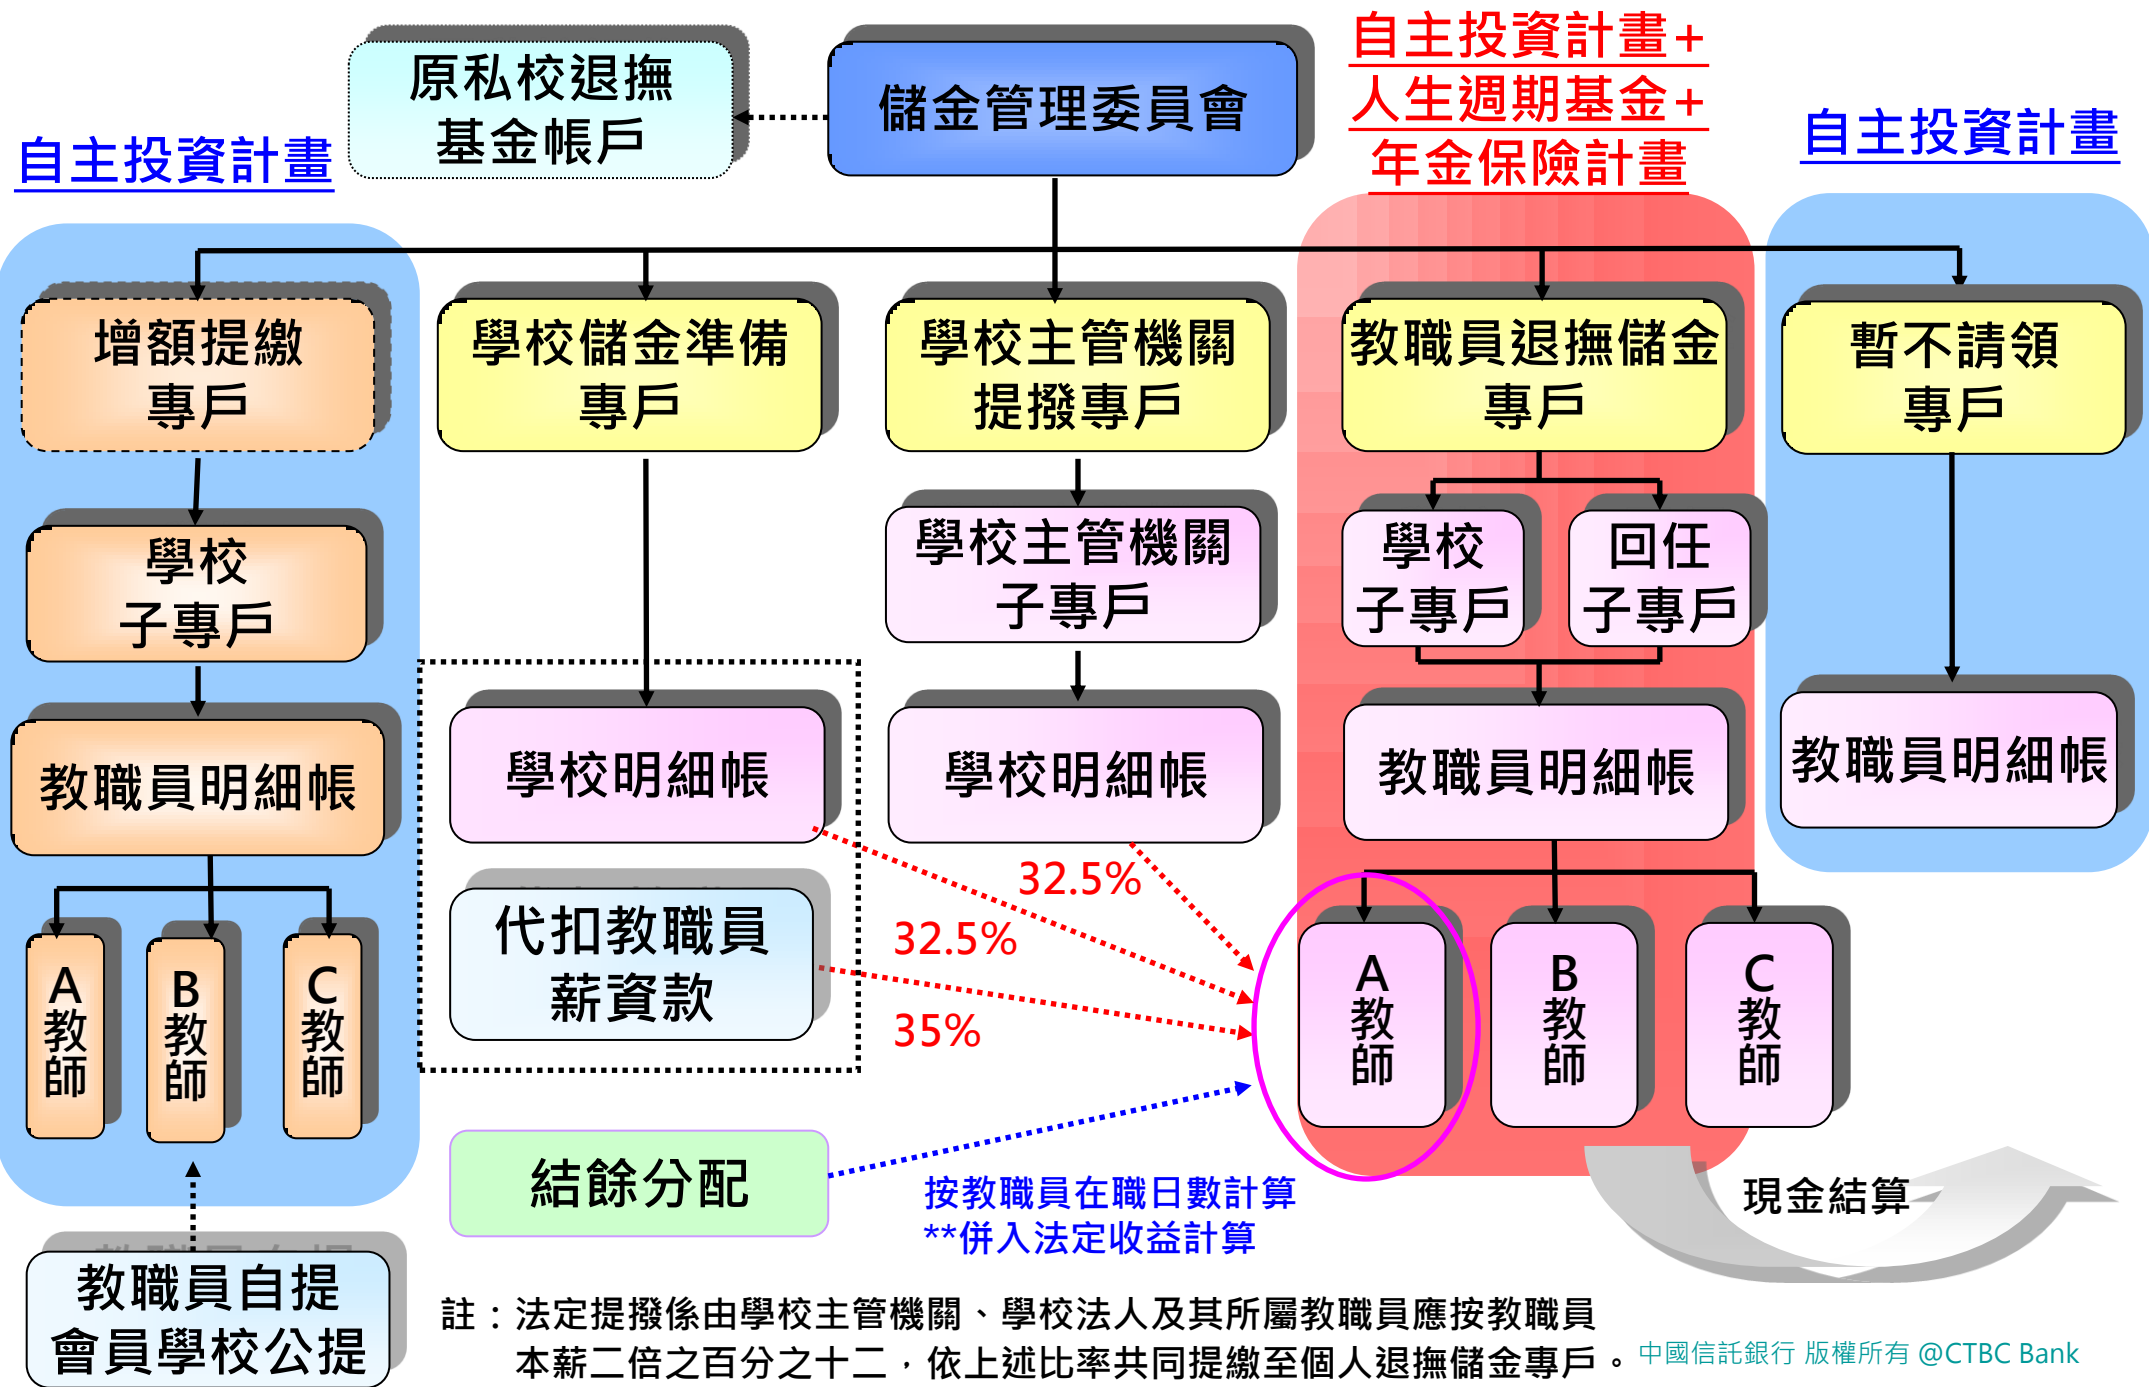 原私校退撫
基金帳戶
儲金管理委員會
自主投資計畫+
人生週期基金+
年金保險計畫
自主投資計畫
自主投資計畫
增額提繳
專戶
學校儲金準備
專戶
學校主管機關
提撥專戶
教職員退撫儲金
專戶
暫不請領
專戶
學校
子專戶
學校主管機關
子專戶
學校
子專戶
回任
子專戶
教職員明細帳
學校明細帳
學校明細帳
教職員明細帳
教職員明細帳
32.5%
32.5%
35%
代扣教職員
薪資款
A教師
B教師
C教師
A教師
B教師
C教師
結餘分配
按教職員在職日數計算
**併入法定收益計算
現金結算
教職員自提
會員學校公提
註：法定提撥係由學校主管機關、學校法人及其所屬教職員應按教職員
本薪二倍之百分之十二，依上述比率共同提繳至個人退撫儲金專戶。
中國信託銀行 版權所有 @CTBC Bank